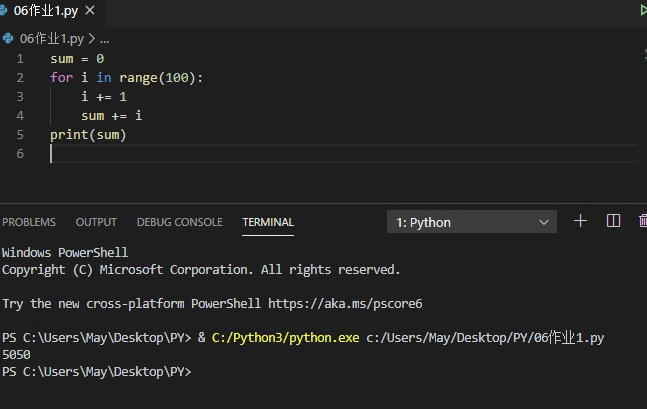 06作业1.py
06作业1.py > ...
1 sum = 0
2 for i in range(100):
3     i += 1
4     sum += i
5 print(sum)
6
PROBLEMS OUTPUT DEBUG CONSOLE TERMINAL 1: Python
Windows PowerShell
Copyright (C) Microsoft Corporation. All rights reserved.
Try the new cross-platform PowerShell https://aka.ms/pscore6
PS C:\Users\May\Desktop\PY> & C:/Python3/python.exe c:/Users/May/Desktop/PY/06作业1.py
5050
PS C:\Users\May\Desktop\PY>